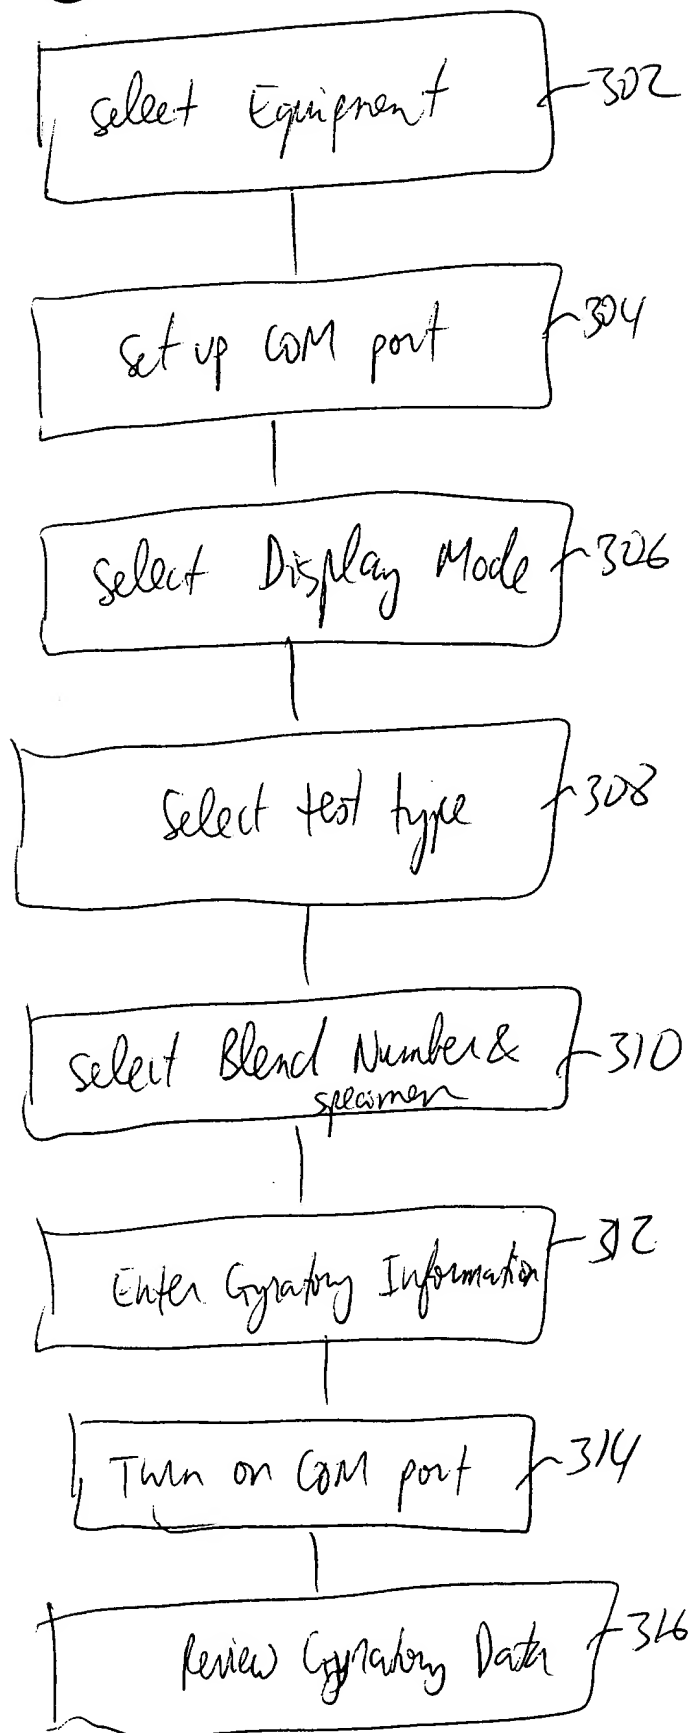 select Equipment 302
Set up COM port 304
Select Display Mode 306
Select test type 308
select Blend Number &
specimen 310
Enter Gyratory Information 312
Turn on COM port 314
Review Gyratory Data 316